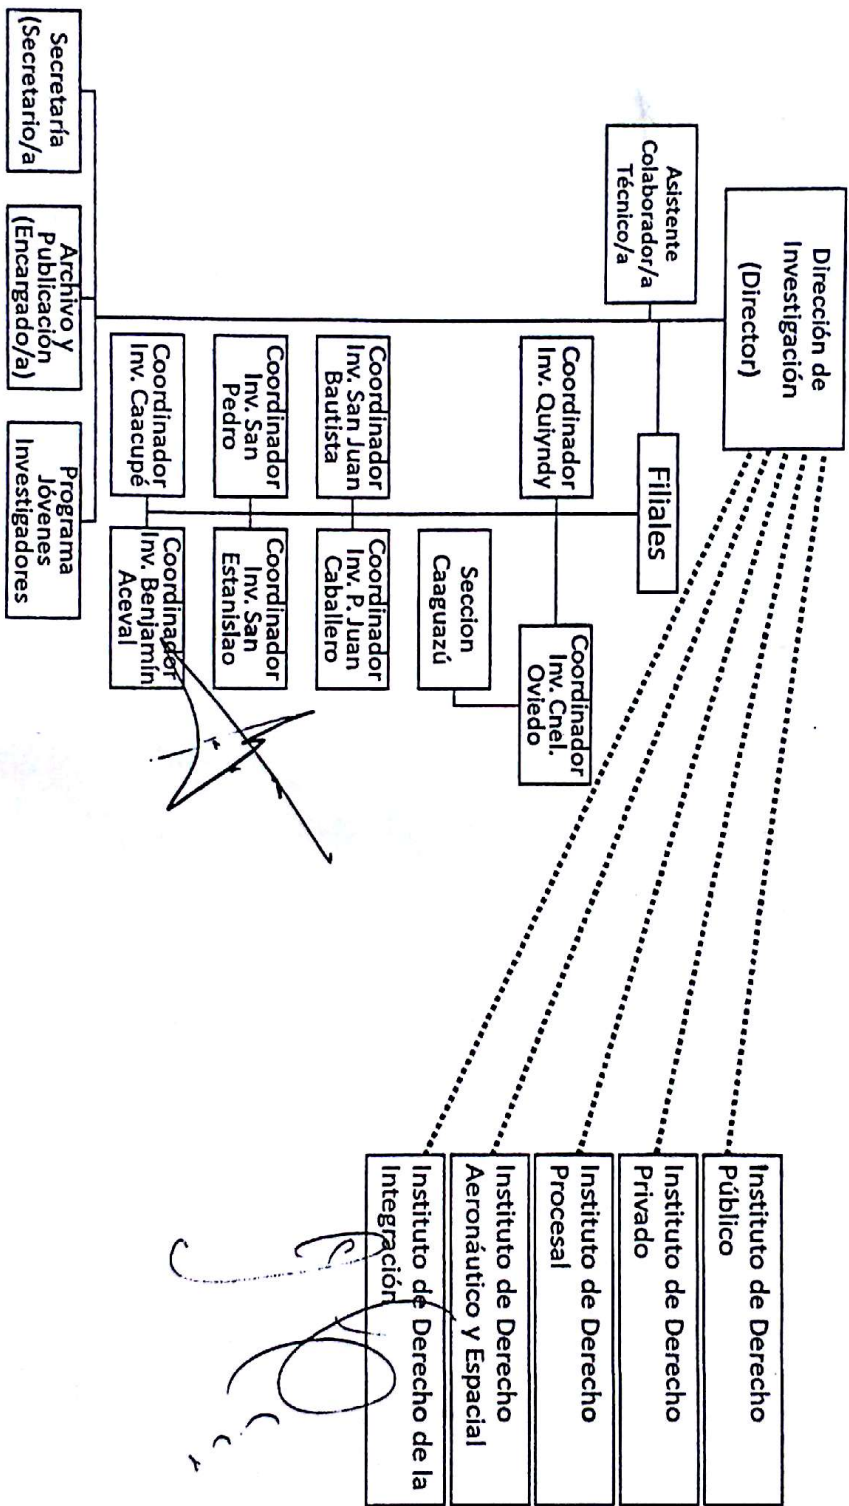 Dirección de
Investigación
(Director)
Asistente
Colaborador/a
Técnico/a
Filiales
Coordinador
Inv. Quiyndy
Coordinador
Inv. Cnel.
Oviedo
Seccion
Caaguazú
Coordinador
Inv. San Juan
Bautista
Coordinador
Inv. P. Juan
Caballero
Coordinador
Inv. San
Pedro
Coordinador
Inv. San
Estanislao
Coordinador
Inv. Caacupé
Coordinador
Inv. Benjamín
Aceval
Secretaría
(Secretario/a)
Archivo y
Publicación
(Encargado/a)
Programa
Jóvenes
Investigadores
Instituto de Derecho
Público
Instituto de Derecho
Privado
Instituto de Derecho
Procesal
Instituto de Derecho
Aeronáutico y Espacial
Instituto de Derecho de la
Integración